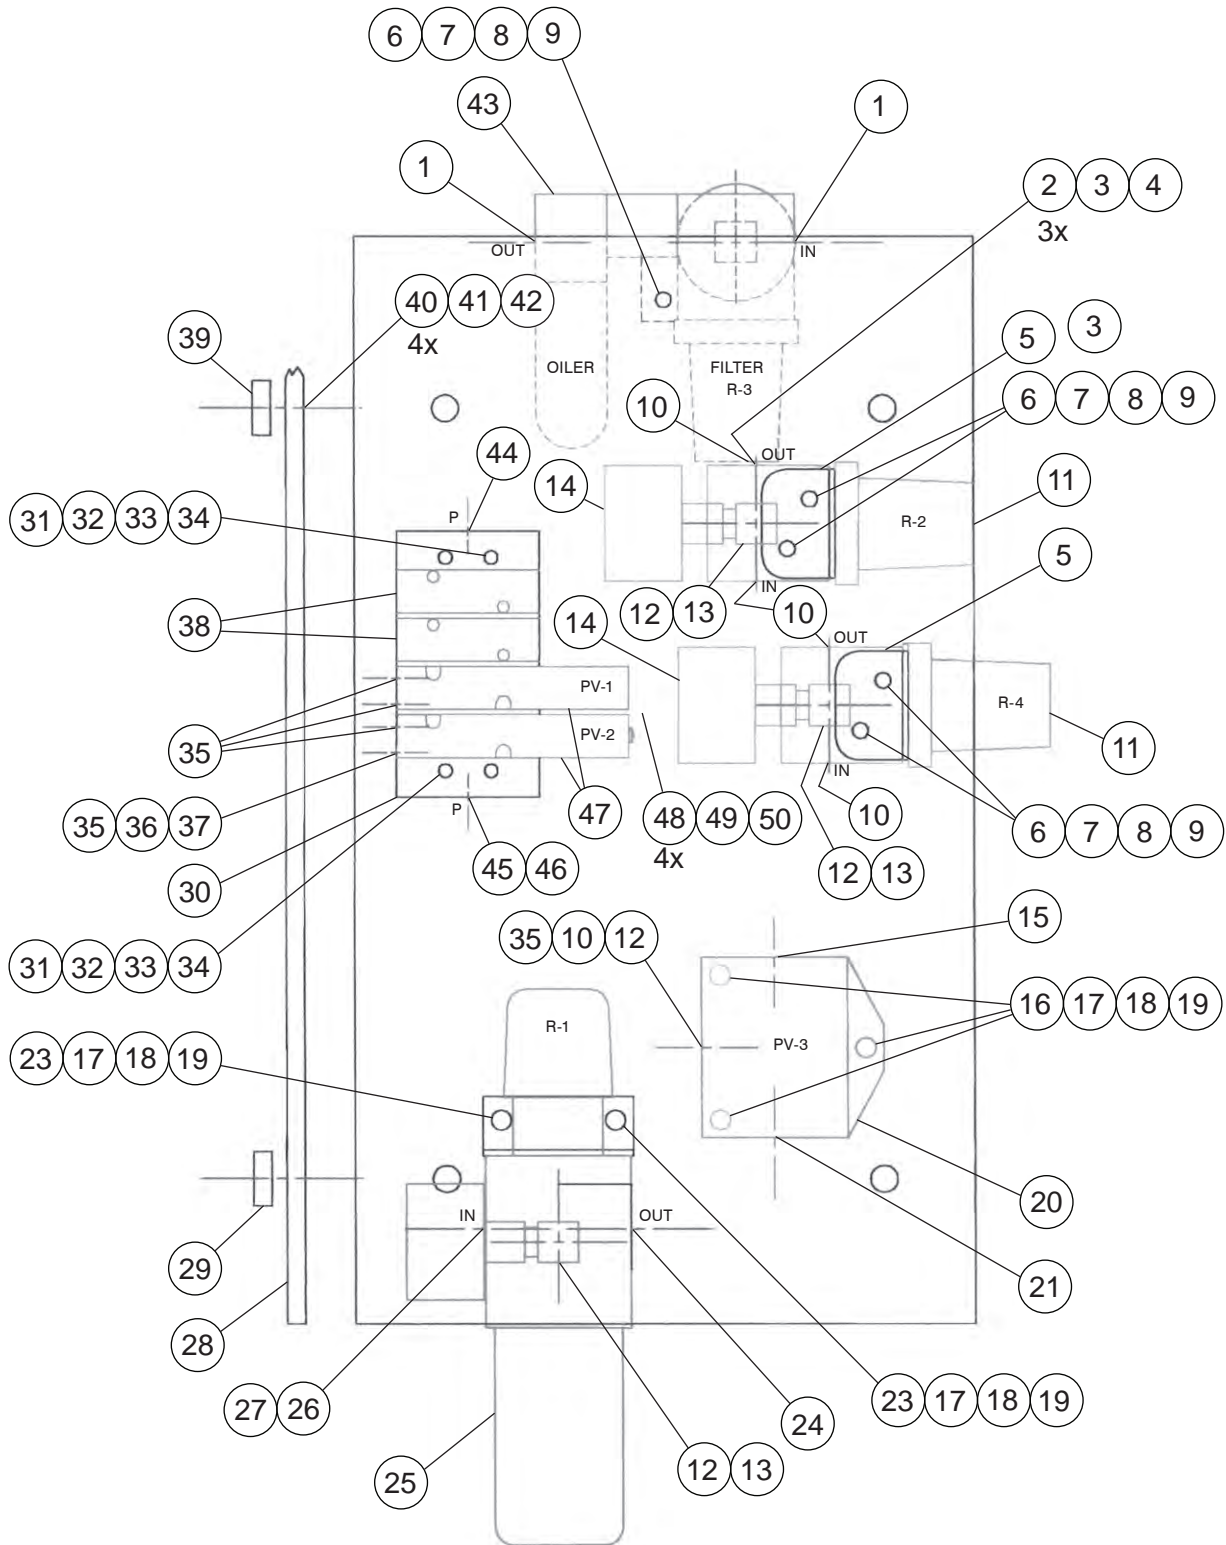 6 7 8 9
43
1
1
2 3 4
3x
OUT
IN
40 41 42
4x
39
5 3
OILER
FILTER
R-3
6 7 8 9
10
OUT
44
14
11
31 32 33 34
P
R-2
5
IN
12 13
10
38
14
OUT
PV-1
R-4
35
PV-2
11
IN
35 36 37
47
48 49 50
4x
10
6 7 8 9
P
30
45 46
12 13
15
31 32 33 34
35 10 12
16 17 18 19
R-1
PV-3
23 17 18 19
20
IN
OUT
29
21
28
27 26
24
23 17 18 19
25
12 13